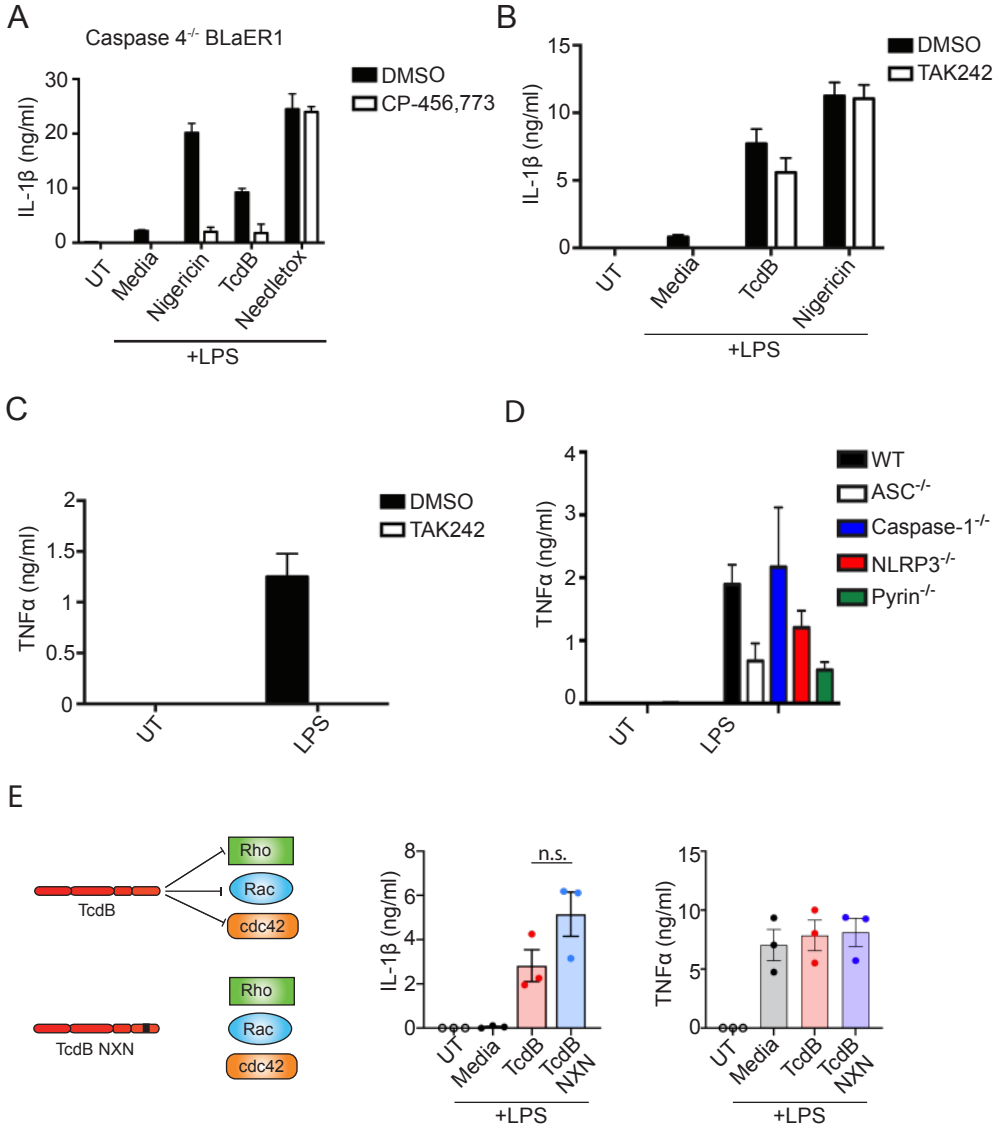 A
Caspase 4-/- BLaER1
IL-1β (ng/ml)
30
20
10
0
UT
Media
Nigericin
TcdB
Needletox
+LPS
DMSO
CP-456,773
B
IL-1β (ng/ml)
15
10
5
0
UT
Media
TcdB
Nigericin
+LPS
DMSO
TAK242
C
TNFα (ng/ml)
2
1.5
1
0.5
0
UT
LPS
DMSO
TAK242
D
TNFα (ng/ml)
4
3
2
1
0
UT
LPS
WT
ASC-/-
Caspase-1-/-
NLRP3-/-
Pyrin-/-
E
TcdB
Rho
Rac
cdc42
TcdB NXN
Rho
Rac
cdc42
IL-1β (ng/ml)
8
6
4
2
0
n.s.
UT
Media
TcdB
TcdB
NXN
+LPS
TNFα (ng/ml)
15
10
5
0
UT
Media
TcdB
TcdB
NXN
+LPS